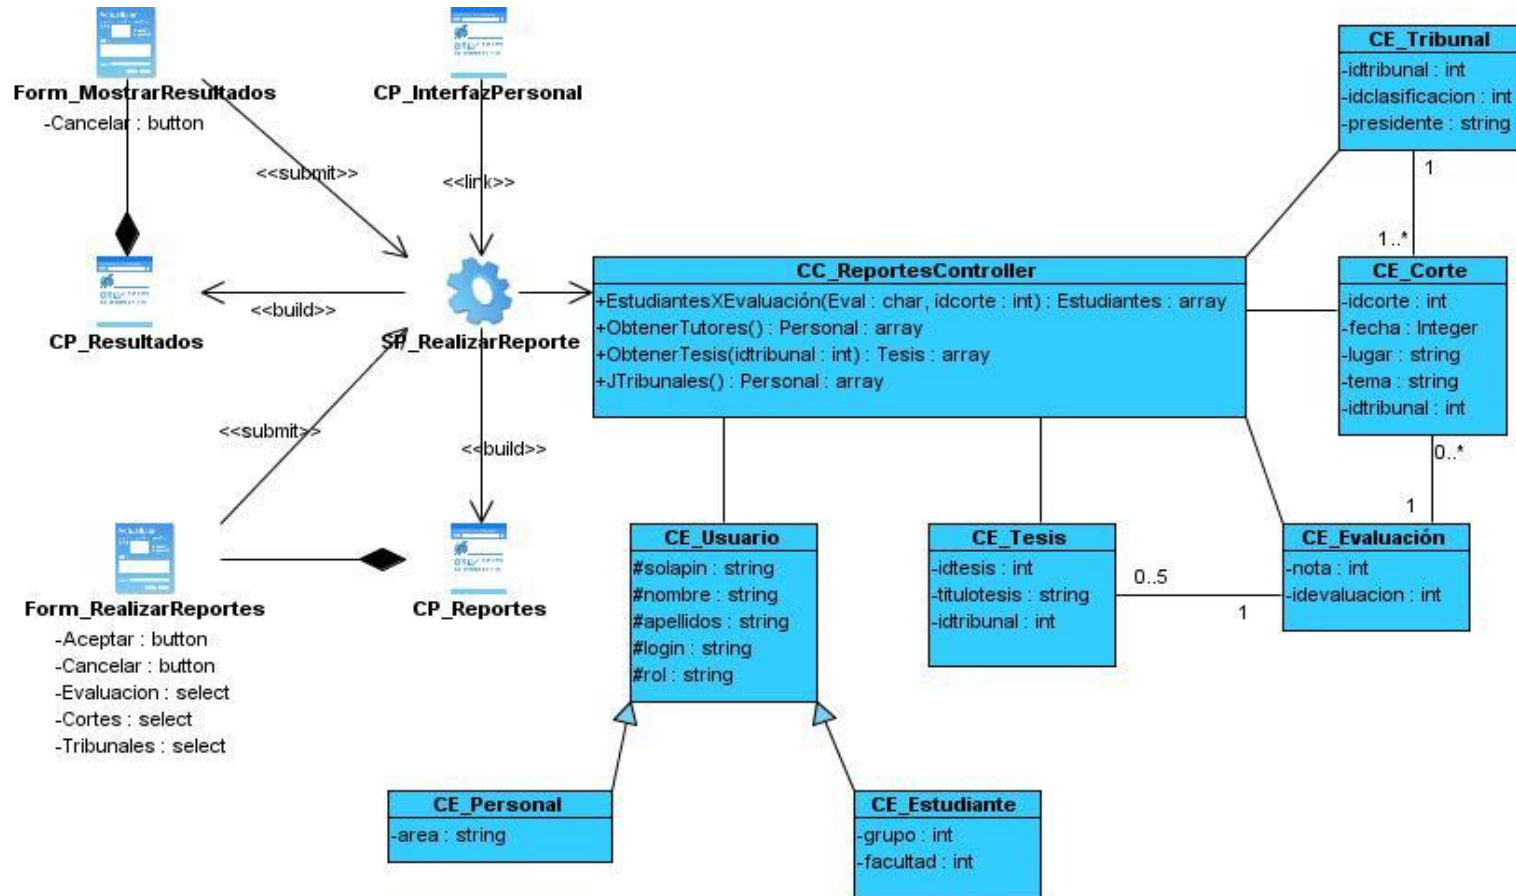 Form_MostrarResultados
-Cancelar : button
CP_InterfazPersonal
<<submit>>
<<link>>
CP_Resultados
<<build>>
SP_RealizarReporte
<<submit>>
<<build>>
Form_RealizarReportes
-Aceptar : button
-Cancelar : button
-Evaluacion : select
-Cortes : select
-Tribunales : select
CP_Reportes
CC_ReportesController
+EstudiantesXEvaluación(Eval : char, idcorte : int) : Estudiantes : array
+ObtenerTutores() : Personal : array
+ObtenerTesis(idtribunal : int) : Tesis : array
+JTribunales() : Personal : array
CE_Tribunal
-idtribunal : int
-idclasificacion : int
-presidente : string
1
1..*
CE_Corte
-idcorte : int
-fecha : Integer
-lugar : string
-tema : string
-idtribunal : int
0..*
1
CE_Usuario
#solapin : string
#nombre : string
#apellidos : string
#login : string
#rol : string
CE_Tesis
-idtesis : int
-titulotesis : string
-idtribunal : int
0..5
1
CE_Evaluación
-nota : int
-idevaluacion : int
CE_Personal
-area : string
CE_Estudiante
-grupo : int
-facultad : int